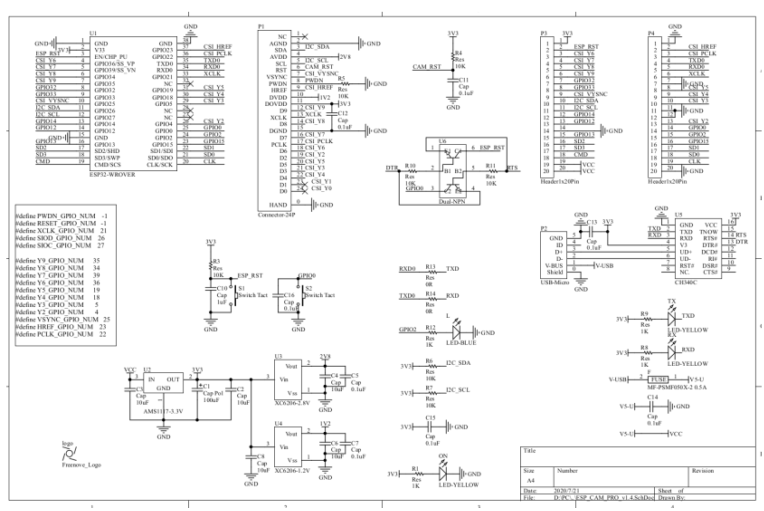 U1
GND
V33
EN/CHP_PU
GPIO36/SS_VP
GPIO39/SS_VN
GPIO34
GPIO35
GPIO32
GPIO33
GPIO25
GPIO26
GPIO27
GPIO14
GPIO12
GND
GPIO13
SD2/SHD
SD3/SWP
CMD/SCS
GND
GPIO23
GPIO22
TXD0
RXD0
GPIO21
NC
GPIO19
GPIO18
GPIO5
NC
NC
GPIO4
GPIO0
GPIO2
GPIO15
SD1/SDI
SD0/SDO
CLK/SCK
ESP32-WROVER
GND
3V3
ESP_RST
CSI_Y6
CSI_Y7
CSI_Y8
CSI_Y9
GPIO32
GPIO33
CSI_VYSNC
I2C_SDA
I2C_SCL
GPIO14
GPIO12
GND
GPIO13
SD2
SD3
CMD
GND
CSI_HREF
CSI_PCLK
TXD0
RXD0
XCLK
CSI_Y5
CSI_Y4
CSI_Y3
CSI_Y2
GPIO0
GPIO2
GPIO15
SD1
SD0
CLK
P1
NC
AGND
SDA
AVDD
SCL
RST
VSYNC
PWDN
HREF
DVDD
DOVDD
D9
XCLK
D8
DGND
D7
PCLK
D6
D2
D5
D3
D4
D1
D0
HAND
Connector-24P
GND
I2C_SDA
2V8
I2C_SCL
CAM_RST
CSI_VYSNC
PWDN
CSI_HREF
1V2
3V3
CSI_Y9
XCLK
CSI_Y8
CSI_Y7
CSI_PCLK
CSI_Y6
CSI_Y2
CSI_Y5
CSI_Y3
CSI_Y4
CSI_Y1
CSI_Y0
GND
Res
10K
GND
C12
Cap
0.1uF
GND
3V3
R4
Res
10K
CAM_RST
C11
Cap
0.1uF
GND
U6
DTR
R10
Res
10K
GPIO0
ESP_RST
B1
B2
R11
Res
10K
RTS
Dual-NPN
P3
3V3
ESP_RST
CSI_Y6
CSI_Y7
CSI_Y8
CSI_Y9
GPIO32
GPIO33
CSI_VYSNC
I2C_SDA
I2C_SCL
GPIO14
GPIO12
GND
GPIO13
SD2
SD3
CMD
VCC
VCC
Header1x20Pin
P4
GND
CSI_HREF
CSI_PCLK
TXD0
RXD0
XCLK
GND
CSI_Y5
CSI_Y4
CSI_Y3
GND
CSI_Y2
GPIO0
GPIO2
GPIO15
SD1
SD0
CLK
GND
Header1x20Pin
P2
GND
ID
D+
D-
V-BUS
Shield
USB-Micro
V-USB
GND
C13
Cap
0.1uF
3V3
U5
GND
TXD
RXD
V3
UD+
UD-
NC.
VCC
TNOW
RTS#
DTR#
DCD#
RI#
DSR#
CTS#
CH340C
3V3
RTS
DTR
TXD
RXD
GND
#define PWDN_GPIO_NUM -1
#define RESET_GPIO_NUM -1
#define XCLK_GPIO_NUM 21
#define SIOD_GPIO_NUM 26
#define SIOC_GPIO_NUM 27
#define Y9_GPIO_NUM 35
#define Y8_GPIO_NUM 34
#define Y7_GPIO_NUM 39
#define Y6_GPIO_NUM 36
#define Y5_GPIO_NUM 19
#define Y4_GPIO_NUM 18
#define Y3_GPIO_NUM 5
#define Y2_GPIO_NUM 4
#define VSYNC_GPIO_NUM 25
#define HREF_GPIO_NUM 23
#define PCLK_GPIO_NUM 22
3V3
R3
Res
10K
ESP_RST
C10
Cap
1uF
S1
Switch Tact
GND
GPIO0
C16
Cap
0.1uF
S2
Switch Tact
GND
RXD0
R13
Res
0R
TXD
TXD0
R14
Res
0R
RXD
GPIO2
R12
Res
1K
L
LED-BLUE
GND
3V3
R6
Res
10K
I2C_SDA
3V3
R7
Res
10K
I2C_SCL
3V3
C15
Cap
0.1uF
GND
3V3
R1
Res
1K
ON
LED-YELLOW
GND
3V3
R9
Res
1K
TX
TXD
LED-YELLOW
RX
3V3
R8
Res
1K
RXD
LED-YELLOW
V-USB
F
FUSE
V5-U
MF-PSMF050X-2 0.5A
V5-U
C14
Cap
0.1uF
GND
V5-U
VCC
VCC
U2
IN
OUT
GND
AMS1117-3.3V
3V3
C3
Cap
10uF
C1
Cap Pol
100uF
C2
Cap
10uF
GND
U3
Vout
Vin
Vss
XC6206-2.8V
2V8
C4
Cap
10uF
C5
Cap
0.1uF
GND
U4
Vout
Vin
Vss
XC6206-1.2V
1V2
C6
Cap
10uF
C7
Cap
0.1uF
GND
C8
Cap
10uF
GND
logo
Freenove_Logo
Title
Size
Number
Revision
A4
Date:
2020/7/21
Sheet of
File:
Drawn By: